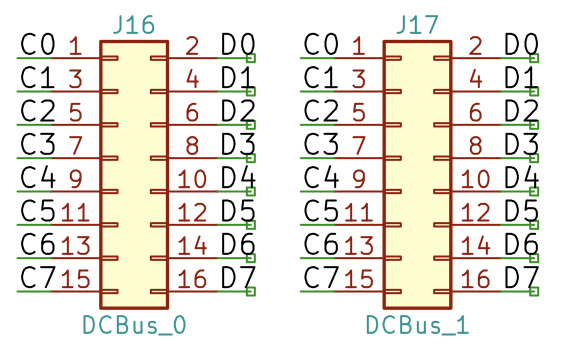 J16 J17
C0 1 2 D0 C0 1 2 D0
C1 3 4 D1 C1 3 4 D1
C2 5 6 D2 C2 5 6 D2
C3 7 8 D3 C3 7 8 D3
C4 9 10 D4 C4 9 10 D4
C5 11 12 D5 C5 11 12 D5
C6 13 14 D6 C6 13 14 D6
C7 15 16 D7 C7 15 16 D7
DCBus_0 DCBus_1